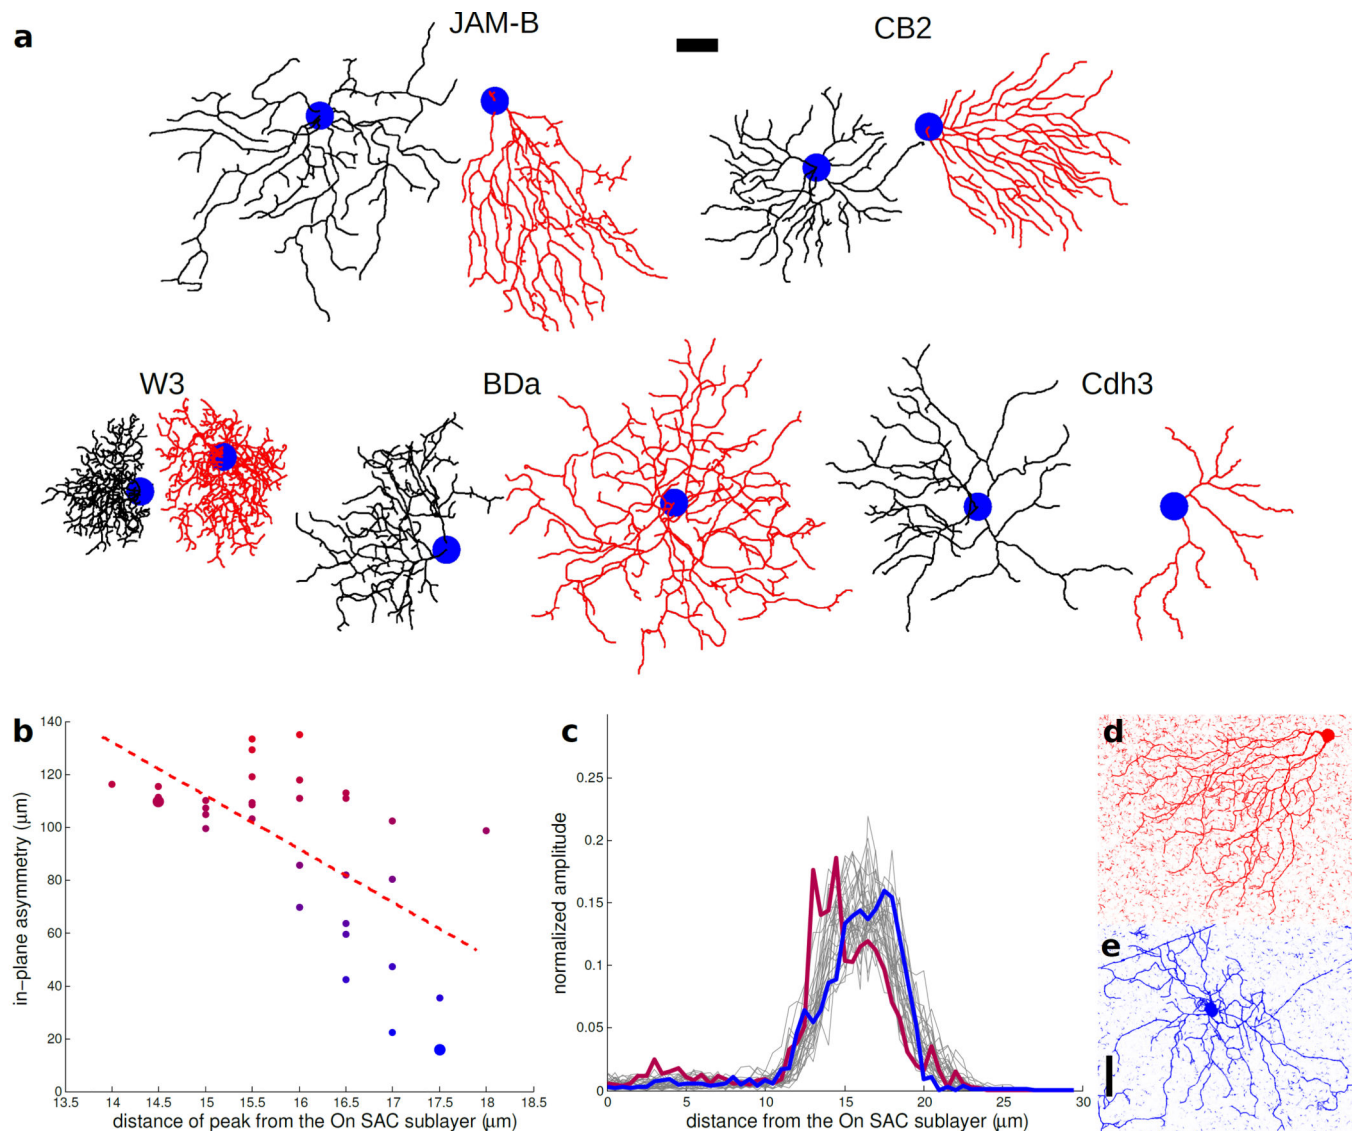 a
JAM-B
CB2
W3
BDa
Cdh3
b
140
120
100
80
60
40
20
0
in-plane asymmetry (μm)
13.5 14 14.5 15 15.5 16 16.5 17 17.5 18 18.5
distance of peak from the On SAC sublayer (μm)
c
0.25
0.2
0.15
0.1
0.05
0
normalized amplitude
0 5 10 15 20 25 30
distance from the On SAC sublayer (μm)
d
e